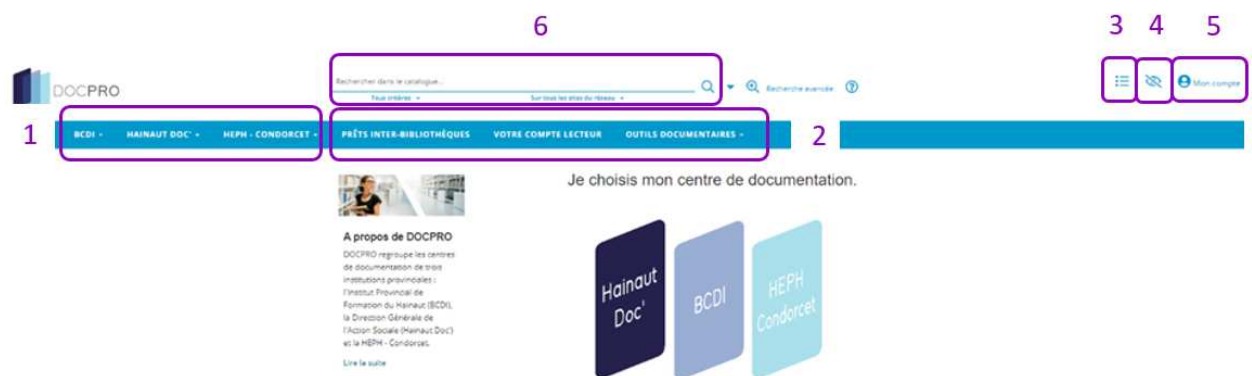 6
3 4 5
DOCPRO
Rechercher dans le catalogue...
Tous critères
Sur tous les sites du réseau
Recherche avancée
?
Mon compte
1
BCDI
HAINAUT DOC'
HEPH - CONDORCET
PRÊTS INTER-BIBLIOTHÈQUES
VOTRE COMPTE LECTEUR
OUTILS DOCUMENTAIRES
2
A propos de DOCPRO
DOCPRO regroupe les centres
de documentation de trois
institutions provinciales :
l'Institut Provincial de
Formation du Hainaut (BCDI),
la Direction Générale de
l'Action Sociale (Hainaut Doc')
et la HEPH - Condorcet.
Lire la suite
Je choisis mon centre de documentation.
Hainaut
Doc'
BCDI
HEPH
Condorcet